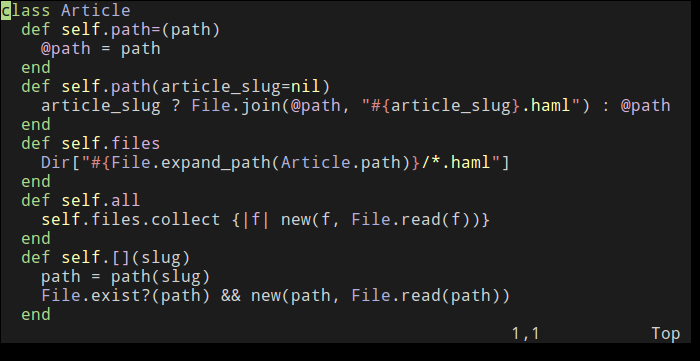 class Article
  def self.path=(path)
    @path = path
  end
  def self.path(article_slug=nil)
    article_slug ? File.join(@path, "#{article_slug}.haml") : @path
  end
  def self.files
    Dir["#{File.expand_path(Article.path)}/*.haml"]
  end
  def self.all
    self.files.collect {|f| new(f, File.read(f))}
  end
  def self.[](slug)
    path = path(slug)
    File.exist?(path) && new(path, File.read(path))
  end
1,1 Top